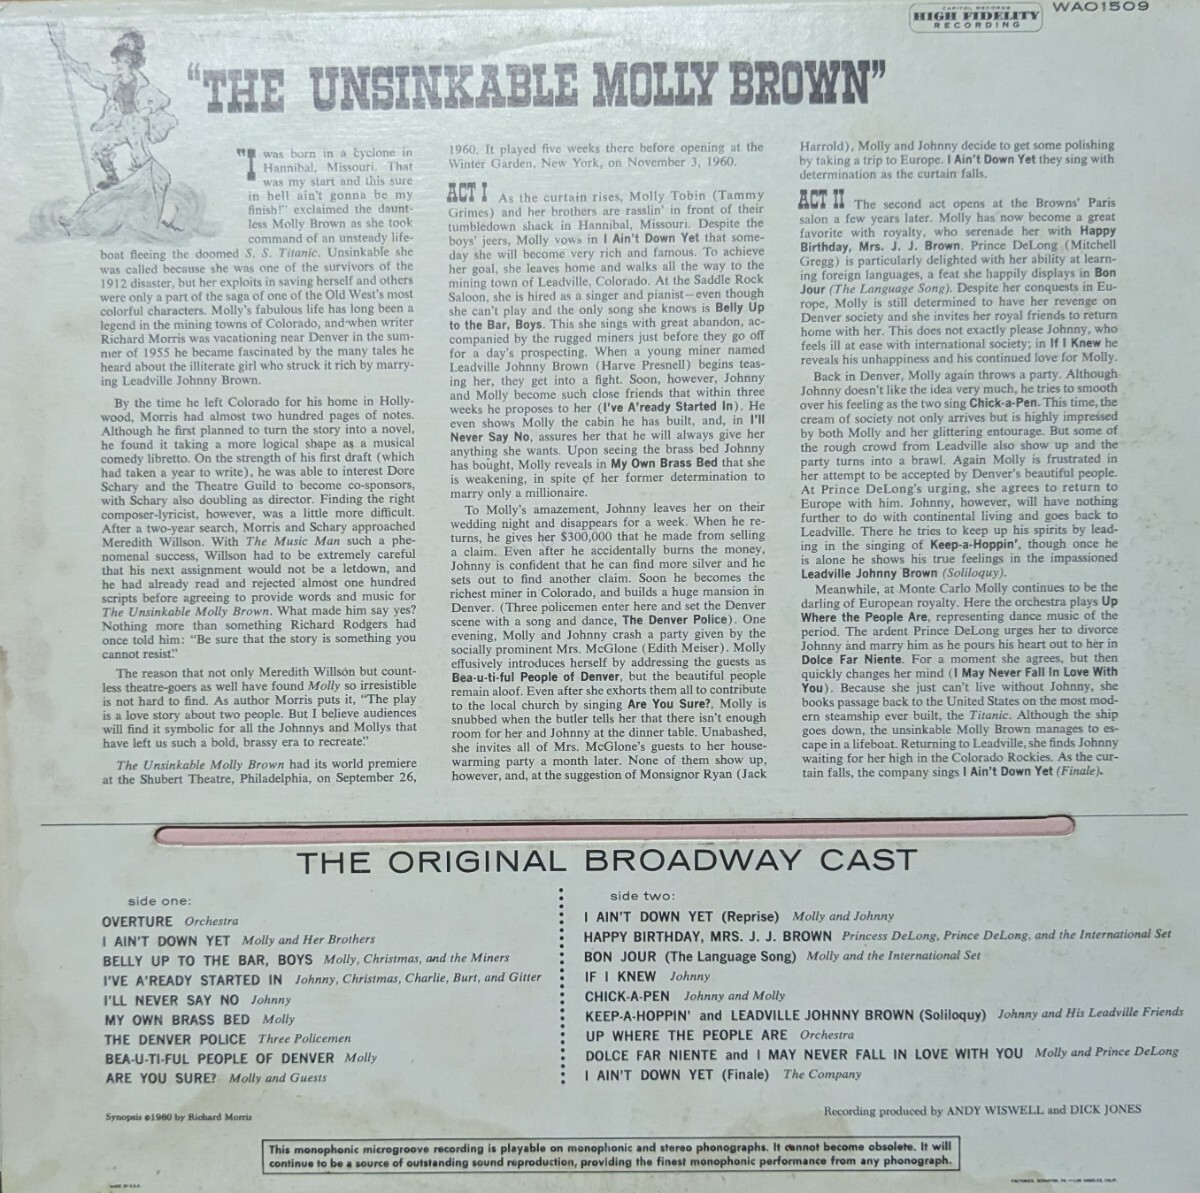 CAPITOL RECORDS
HIGH FIDELITY
RECORDING
WAO1509
"THE UNSINKABLE MOLLY BROWN"
"I was born in a cyclone in
Hannibal, Missouri. That
was my start and this sure
in hell ain't gonna be my
finish!" exclaimed the daunt-
less Molly Brown as she took
command of an unsteady life-
boat fleeing the doomed S. S. Titanic. Unsinkable she
was called because she was one of the survivors of the
1912 disaster, but her exploits in saving herself and others
were only a part of the saga of one of the Old West's most
colorful characters. Molly's fabulous life has long been a
legend in the mining towns of Colorado, and when writer
Richard Morris was vacationing near Denver in the sum-
mer of 1955 he became fascinated by the many tales he
heard about the illiterate girl who struck it rich by marry-
ing Leadville Johnny Brown.
By the time he left Colorado for his home in Holly-
wood, Morris had almost two hundred pages of notes.
Although he first planned to turn the story into a novel,
he found it taking a more logical shape as a musical
comedy libretto. On the strength of his first draft (which
had taken a year to write), he was able to interest Dore
Schary and the Theatre Guild to become co-sponsors,
with Schary also doubling as director. Finding the right
composer-lyricist, however, was a little more difficult.
After a two-year search, Morris and Schary approached
Meredith Willson. With The Music Man such a phe-
nomenal success, Willson had to be extremely careful
that his next assignment would not be a letdown, and
he had already read and rejected almost one hundred
scripts before agreeing to provide words and music for
The Unsinkable Molly Brown. What made him say yes?
Nothing more than something Richard Rodgers had
once told him: "Be sure that the story is something you
cannot resist."
The reason that not only Meredith Willson but count-
less theatre-goers as well have found Molly so irresistible
is not hard to find. As author Morris puts it, "The play
is a love story about two people. But I believe audiences
will find it symbolic for all the Johnnys and Mollys that
have left us such a bold, brassy era to recreate."
The Unsinkable Molly Brown had its world premiere
at the Shubert Theatre, Philadelphia, on September 26,
1960. It played five weeks there before opening at the
Winter Garden, New York, on November 3, 1960.
ACT I As the curtain rises, Molly Tobin (Tammy
Grimes) and her brothers are rasslin' in front of their
tumbledown shack in Hannibal, Missouri. Despite the
boys' jeers, Molly vows in I Ain't Down Yet that some-
day she will become very rich and famous. To achieve
her goal, she leaves home and walks all the way to the
mining town of Leadville, Colorado. At the Saddle Rock
Saloon, she is hired as a singer and pianist—even though
she can't play and the only song she knows is Belly Up
to the Bar, Boys. This she sings with great abandon, ac-
companied by the rugged miners just before they go off
for a day's prospecting. When a young miner named
Leadville Johnny Brown (Harve Presnell) begins teas-
ing her, they get into a fight. Soon, however, Johnny
and Molly become such close friends that within three
weeks he proposes to her (I've A'ready Started In). He
even shows Molly the cabin he has built, and, in I'll
Never Say No, assures her that he will always give her
anything she wants. Upon seeing the brass bed Johnny
has bought, Molly reveals in My Own Brass Bed that she
is weakening, in spite of her former determination to
marry only a millionaire.
To Molly's amazement, Johnny leaves her on their
wedding night and disappears for a week. When he re-
turns, he gives her $300,000 that he made from selling
a claim. Even after he accidentally burns the money,
Johnny is confident that he can find more silver and he
sets out to find another claim. Soon he becomes the
richest miner in Colorado, and builds a huge mansion in
Denver. (Three policemen enter here and set the Denver
scene with a song and dance, The Denver Police). One
evening, Molly and Johnny crash a party given by the
socially prominent Mrs. McGlone (Edith Meiser). Molly
effusively introduces herself by addressing the guests as
Bea-u-ti-ful People of Denver, but the beautiful people
remain aloof. Even after she exhorts them all to contribute
to the local church by singing Are You Sure?, Molly is
snubbed when the butler tells her that there isn't enough
room for her and Johnny at the dinner table. Unabashed,
she invites all of Mrs. McGlone's guests to her house-
warming party a month later. None of them show up,
however, and, at the suggestion of Monsignor Ryan (Jack
Harrold), Molly and Johnny decide to get some polishing
by taking a trip to Europe. I Ain't Down Yet they sing with
determination as the curtain falls.
ACT II The second act opens at the Browns' Paris
salon a few years later. Molly has now become a great
favorite with royalty, who serenade her with Happy
Birthday, Mrs. J. J. Brown. Prince DeLong (Mitchell
Gregg) is particularly delighted with her ability at learn-
ing foreign languages, a feat she happily displays in Bon
Jour (The Language Song). Despite her conquests in Eu-
rope, Molly is still determined to have her revenge on
Denver society and she invites her royal friends to return
home with her. This does not exactly please Johnny, who
feels ill at ease with international society; in If I Knew he
reveals his unhappiness and his continued love for Molly.
Back in Denver, Molly again throws a party. Although
Johnny doesn't like the idea very much, he tries to smooth
over his feeling as the two sing Chick-a-Pen. This time, the
cream of society not only arrives but is highly impressed
by both Molly and her glittering entourage. But some of
the rough crowd from Leadville also show up and the
party turns into a brawl. Again Molly is frustrated in
her attempt to be accepted by Denver's beautiful people.
At Prince DeLong's urging, she agrees to return to
Europe with him. Johnny, however, will have nothing
further to do with continental living and goes back to
Leadville. There he tries to keep up his spirits by lead-
ing in the singing of Keep-a-Hoppin', though once he
is alone he shows his true feelings in the impassioned
Leadville Johnny Brown (Soliloquy).
Meanwhile, at Monte Carlo Molly continues to be the
darling of European royalty. Here the orchestra plays Up
Where the People Are, representing dance music of the
period. The ardent Prince DeLong urges her to divorce
Johnny and marry him as he pours his heart out to her in
Dolce Far Niente. For a moment she agrees, but then
quickly changes her mind (I May Never Fall In Love With
You). Because she just can't live without Johnny, she
books passage back to the United States on the most mod-
ern steamship ever built, the Titanic. Although the ship
goes down, the unsinkable Molly Brown manages to es-
cape in a lifeboat. Returning to Leadville, she finds Johnny
waiting for her high in the Colorado Rockies. As the cur-
tain falls, the company sings I Ain't Down Yet (Finale).
THE ORIGINAL BROADWAY CAST
side one:
OVERTURE Orchestra
I AIN'T DOWN YET Molly and Her Brothers
BELLY UP TO THE BAR, BOYS Molly, Christmas, and the Miners
I'VE A'READY STARTED IN Johnny, Christmas, Charlie, Burt, and Gitter
I'LL NEVER SAY NO Johnny
MY OWN BRASS BED Molly
THE DENVER POLICE Three Policemen
BEA-U-TI-FUL PEOPLE OF DENVER Molly
ARE YOU SURE? Molly and Guests
side two:
I AIN'T DOWN YET (Reprise) Molly and Johnny
HAPPY BIRTHDAY, MRS. J. J. BROWN Princess DeLong, Prince DeLong, and the International Set
BON JOUR (The Language Song) Molly and the International Set
IF I KNEW Johnny
CHICK-A-PEN Johnny and Molly
KEEP-A-HOPPIN' and LEADVILLE JOHNNY BROWN (Soliloquy) Johnny and His Leadville Friends
UP WHERE THE PEOPLE ARE Orchestra
DOLCE FAR NIENTE and I MAY NEVER FALL IN LOVE WITH YOU Molly and Prince DeLong
I AIN'T DOWN YET (Finale) The Company
Synopsis ©1960 by Richard Morris
Recording produced by ANDY WISWELL and DICK JONES
This monophonic microgroove recording is playable on monophonic and stereo phonographs. It cannot become obsolete. It will
continue to be a source of outstanding sound reproduction, providing the finest monophonic performance from any phonograph.
MADE IN U.S.A.
FACTORIES, SCRANTON, PA.—LOS ANGELES, CALIF.